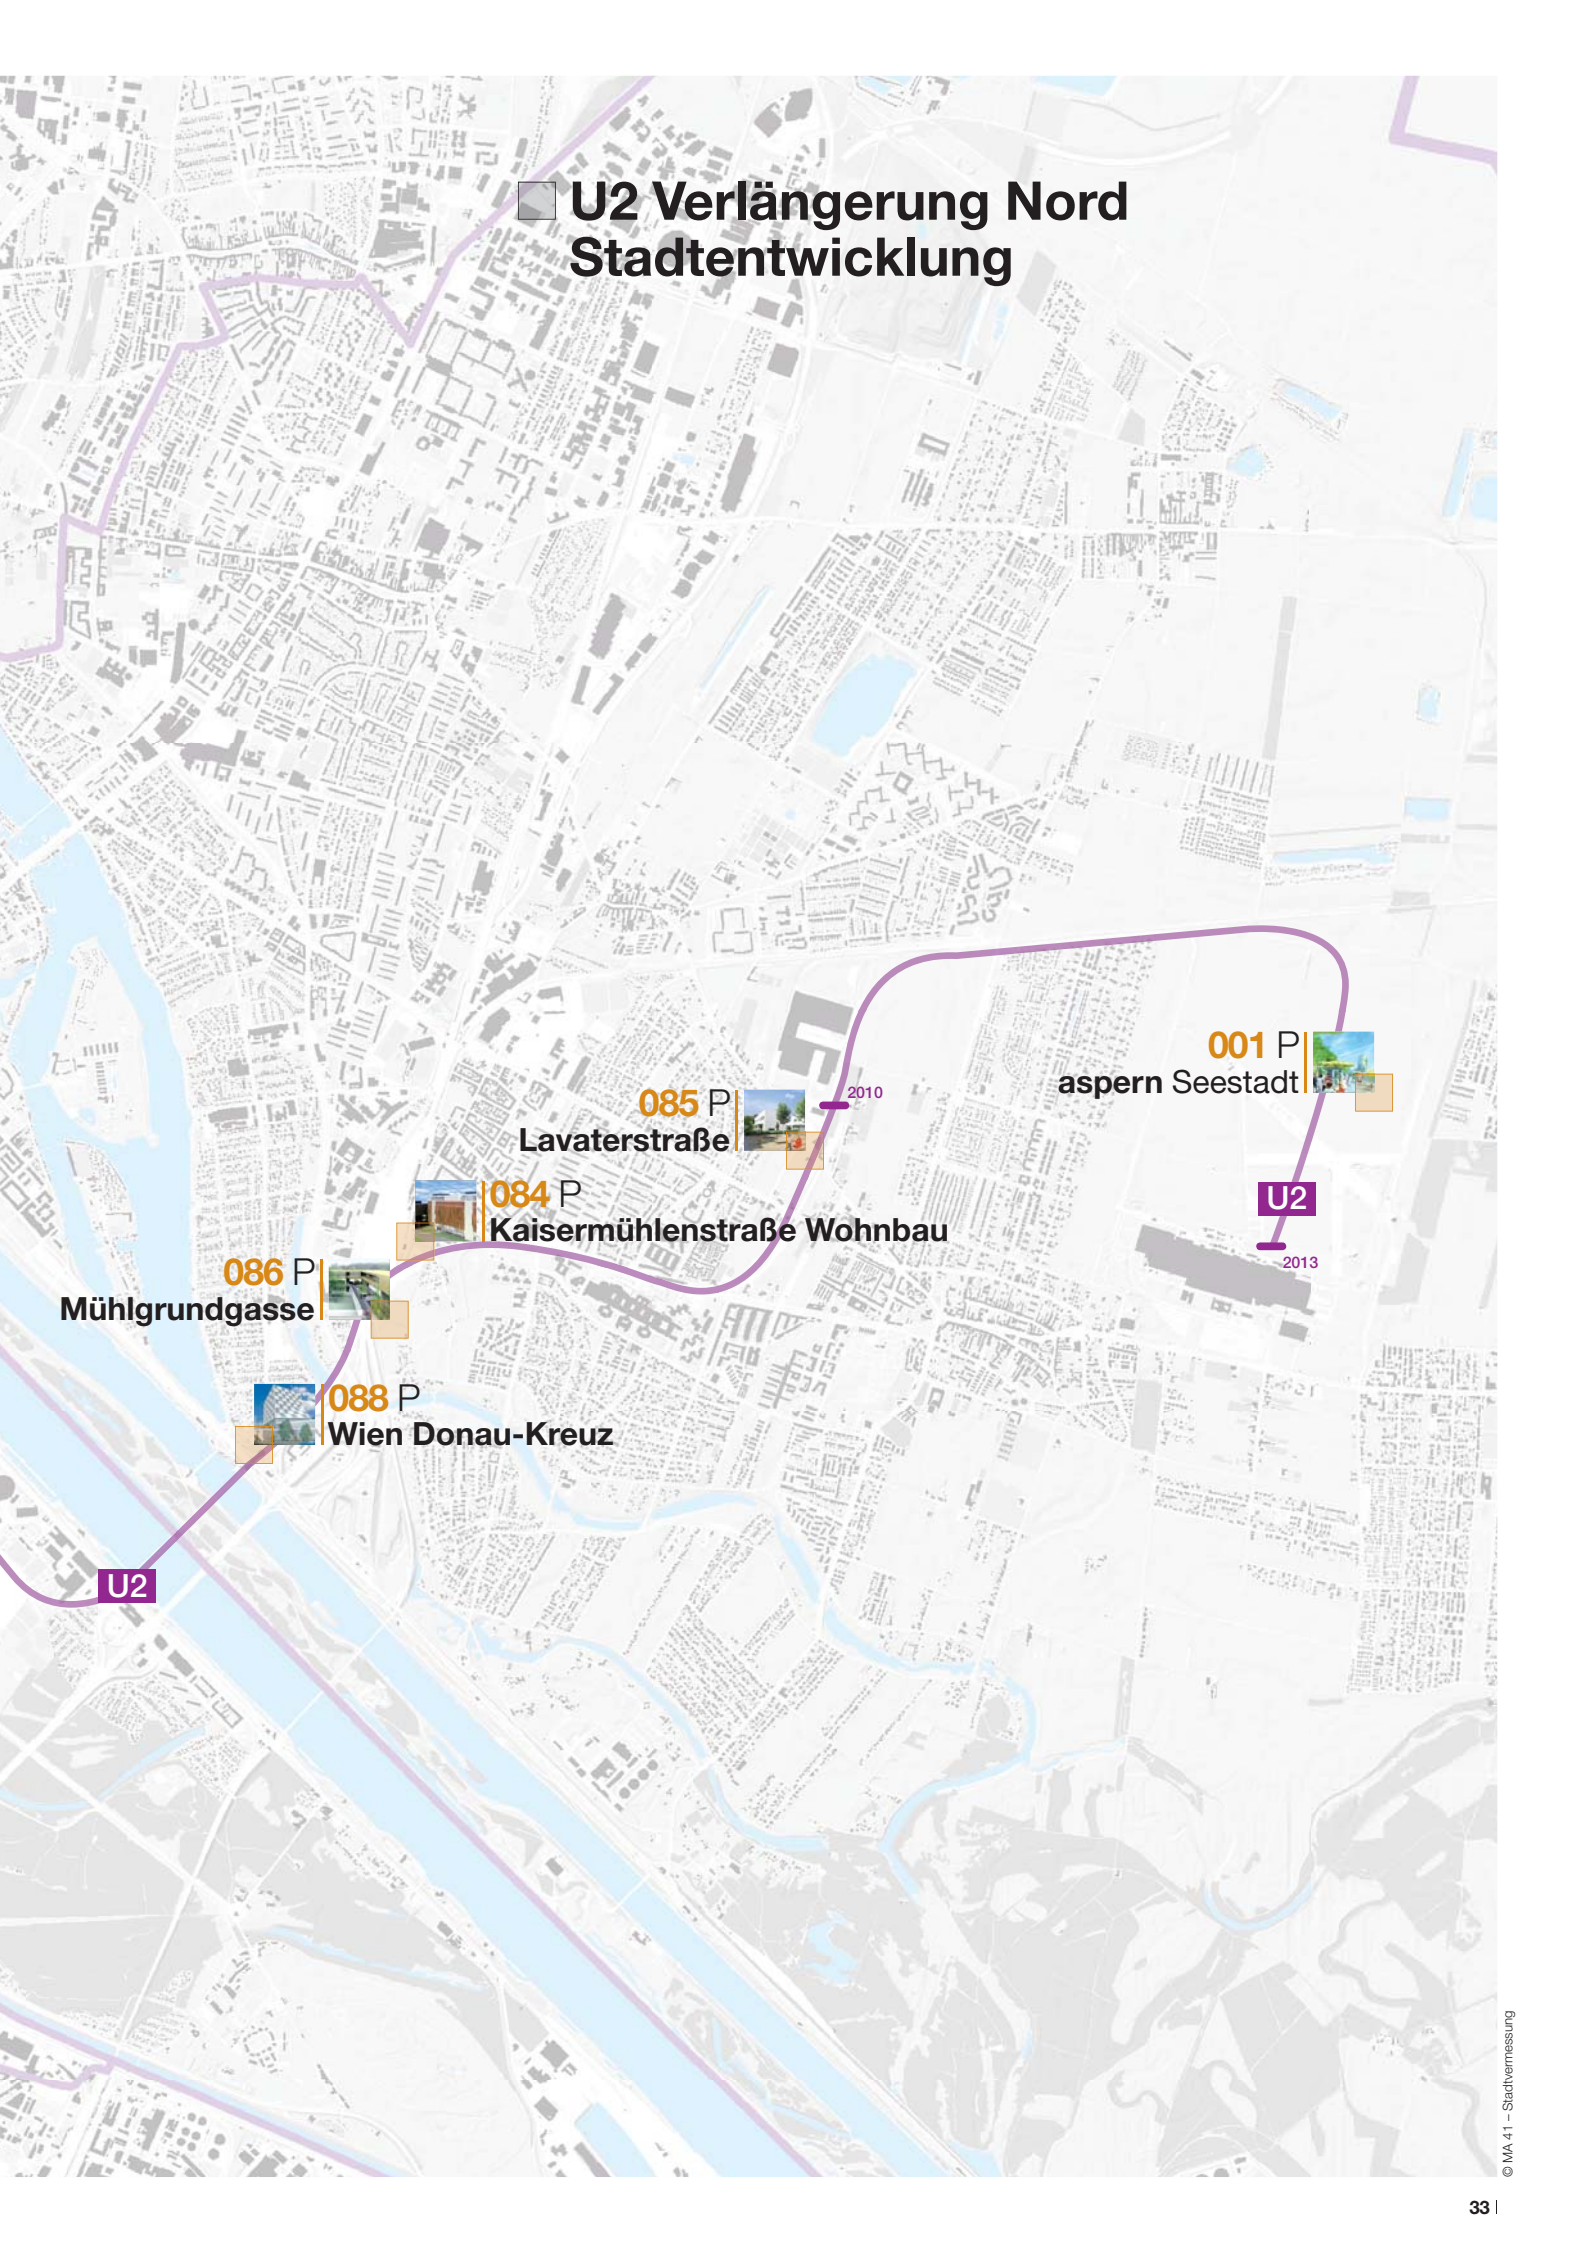 U2 Verlängerung Nord
Stadtentwicklung
001 P
aspern Seestadt
085 P
Lavaterstraße
2010
084 P
Kaisermühlenstraße Wohnbau
U2
2013
086 P
Mühlgrundgasse
088 P
Wien Donau-Kreuz
U2
© MA 41 – Stadtvermessung
33